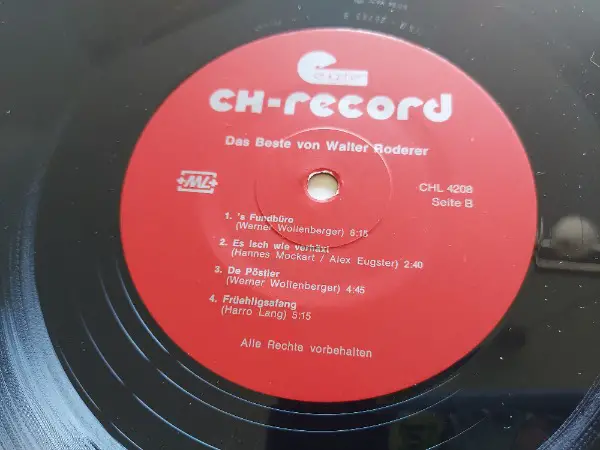 CH-record
Das Beste von Walter Roderer
+ML+
CHL 4208
Seite B
1. 's Fundbüro
(Werner Wollenberger) 6:15
2. Es isch wie verhäxt
(Hannes Mockart / Alex Eugster) 2:40
3. De Pöstler
(Werner Wollenberger) 4:45
4. Früehligsafang
(Harro Lang) 5:15
Alle Rechte vorbehalten